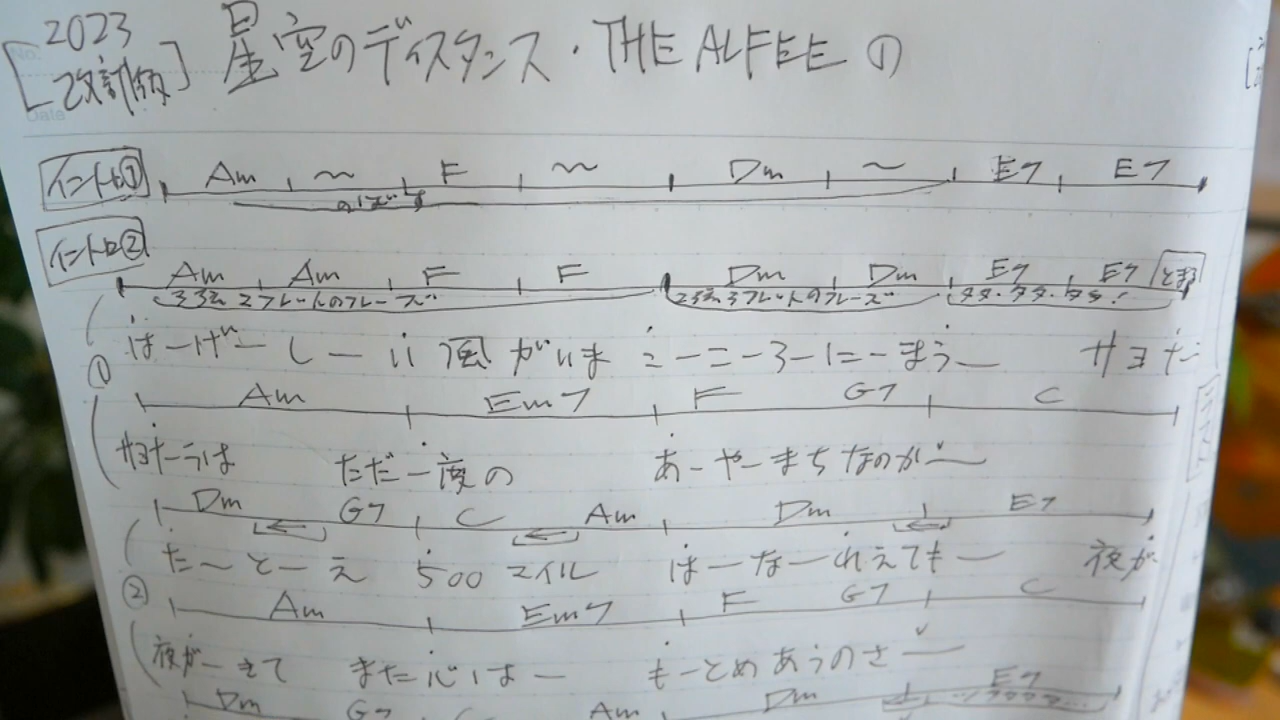 2023
[改訂版] 星空のディスタンス・THE ALFEE ①
イントロ① Am 〜 F 〜 Dm 〜 E7 E7
のばす
イントロ②
Am Am F F Dm Dm E7 E7 とまる
3弦2フレットのフレーズ 2弦3フレットのフレーズ タタ・タタ・タタ!
① はーげーしーい 風がいま こーこーろーにーまうー サヨナ
Am Em7 F G7 C
サヨナーラは ただ一度の あーやーまちなのかー
Dm G7 C Am Dm E7
② たーとーえ 500マイル はーなーれえてもー 夜が
Am Em7 F G7 C
夜がーきて また心はー もーとめあうのさー
Dm G7 C Am Dm E7